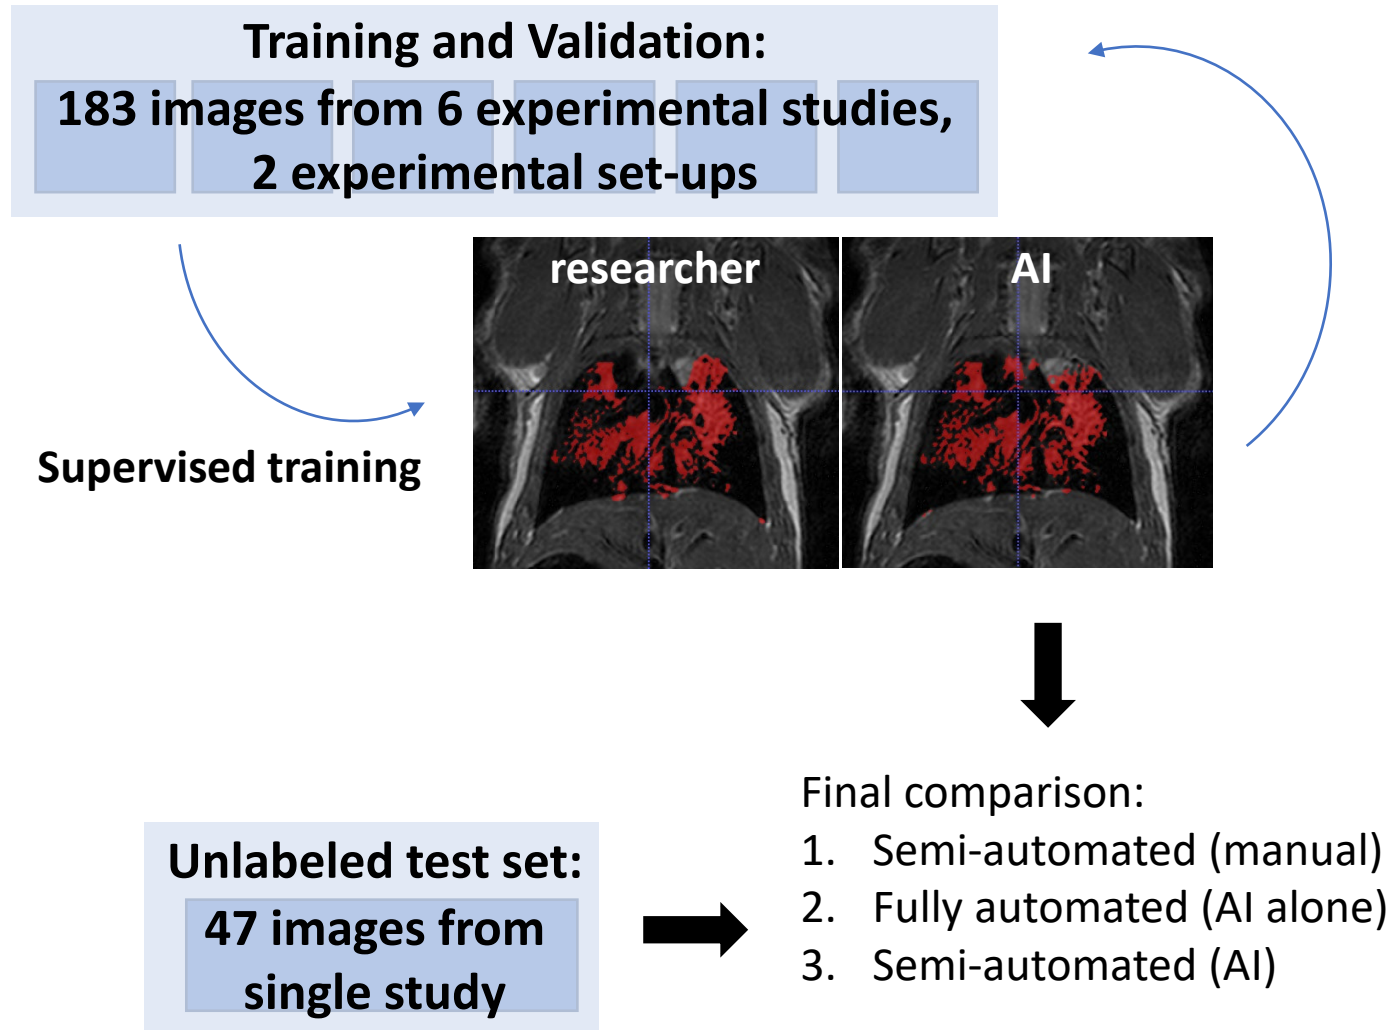 Training and Validation:
183 images from 6 experimental studies,
2 experimental set-ups
researcher
AI
Supervised training
Final comparison:
1. Semi-automated (manual)
2. Fully automated (AI alone)
3. Semi-automated (AI)
Unlabeled test set:
47 images from
single study